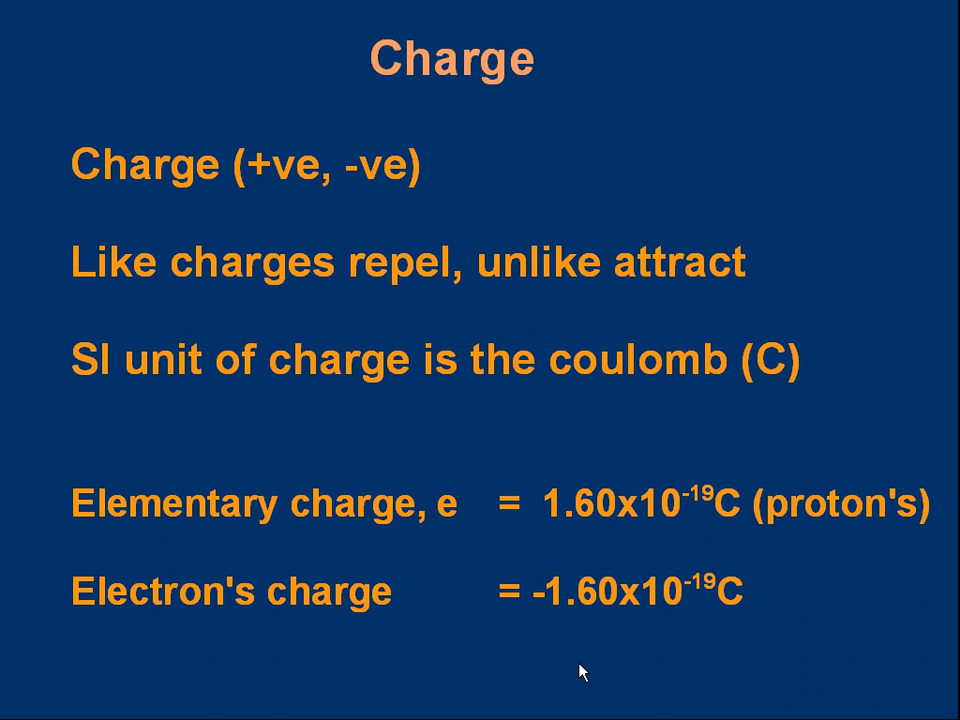 Charge
Charge (+ve, -ve)
Like charges repel, unlike attract
SI unit of charge is the coulomb (C)
Elementary charge, e = 1.60x10⁻¹⁹C (proton's)
Electron's charge = -1.60x10⁻¹⁹C